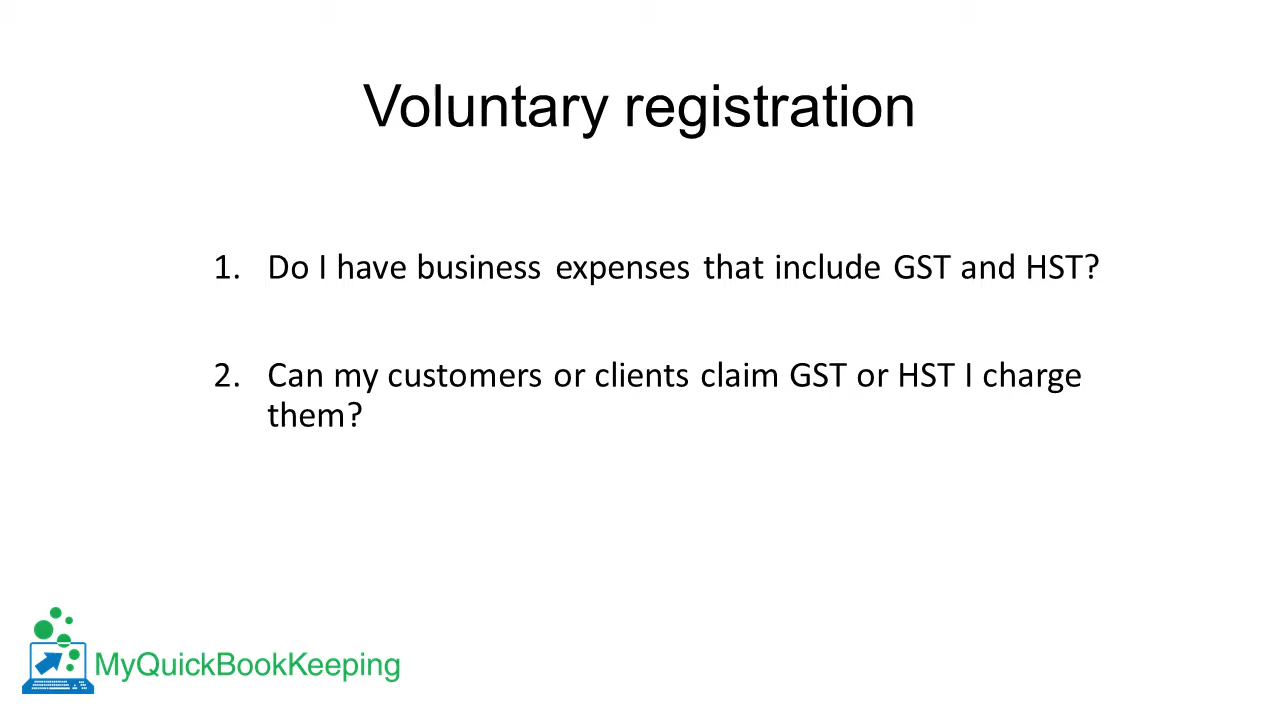 Voluntary registration
1. Do I have business expenses that include GST and HST?
2. Can my customers or clients claim GST or HST I charge
them?
MyQuickBookKeeping